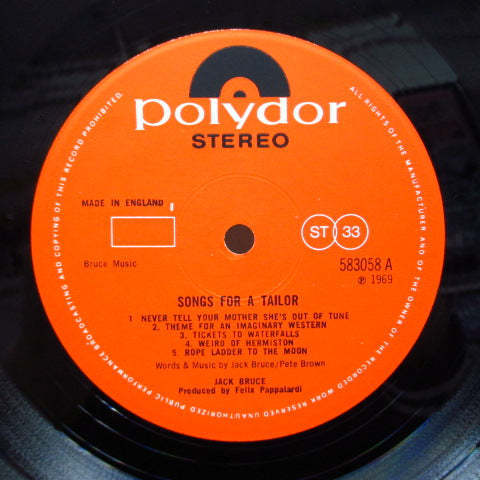 polydor
STEREO
MADE IN ENGLAND
Bruce Music
ST 33
583058 A
℗ 1969
SONGS FOR A TAILOR
1 NEVER TELL YOUR MOTHER SHE'S OUT OF TUNE
2. THEME FOR AN IMAGINARY WESTERN
3. TICKETS TO WATERFALLS
4. WEIRD OF HERMISTON
5 ROPE LADDER TO THE MOON
Words & Music by Jack Bruce/Pete Brown
JACK BRUCE
Produced by Felix Pappalardi
ALL RIGHTS OF THE MANUFACTURER AND OF THE OWNER OF THE RECORDED WORK RESERVED UNAUTHORIZED PUBLIC PERFORMANCE BROADCASTING AND COPYING OF THIS RECORD PROHIBITED.